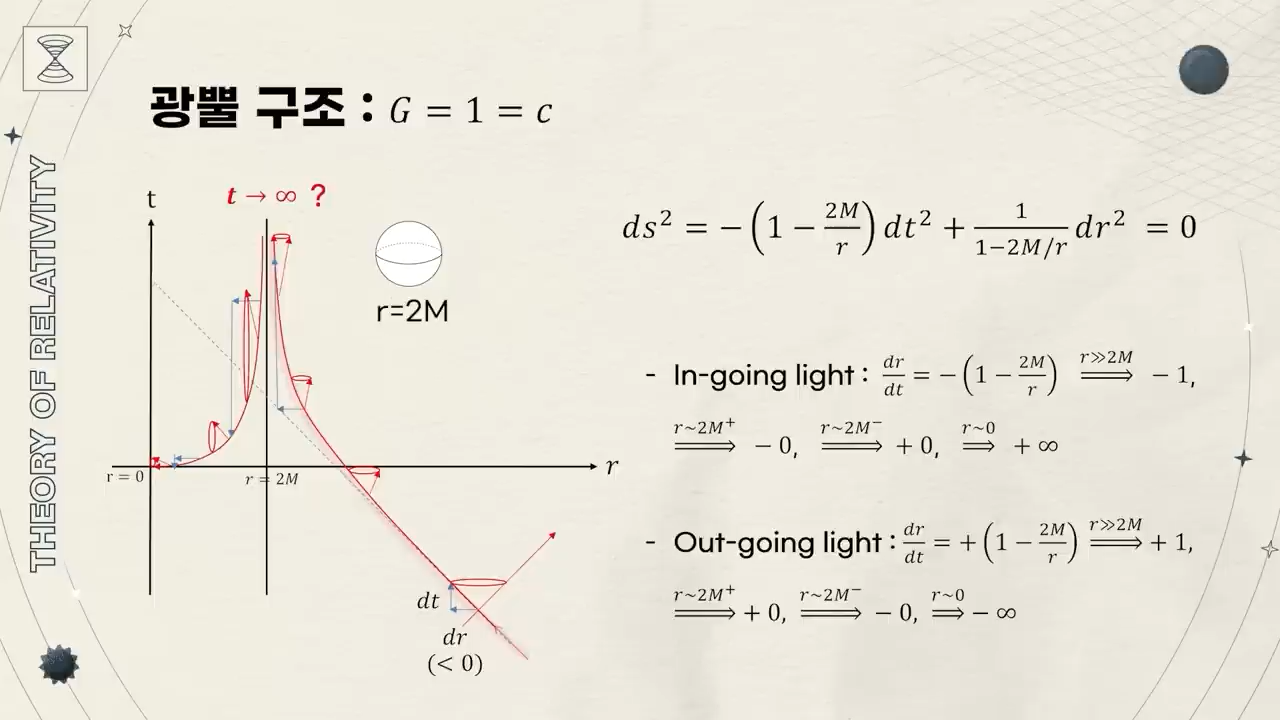 THEORY OF RELATIVITY
광뿔 구조 : G = 1 = c
t
t → ∞ ?
r=2M
r
r = 0
r = 2M
dt
dr
(< 0)
ds² = −(1 − 2M/r) dt² + 1/(1−2M/r) dr² = 0
- In-going light : dr/dt = −(1 − 2M/r) r≫2M ⟹ − 1,
r~2M⁺ ⟹ − 0, r~2M⁻ ⟹ + 0, r~0 ⟹ + ∞
- Out-going light : dr/dt = +(1 − 2M/r) r≫2M ⟹ + 1,
r~2M⁺ ⟹ + 0, r~2M⁻ ⟹ − 0, r~0 ⟹ − ∞